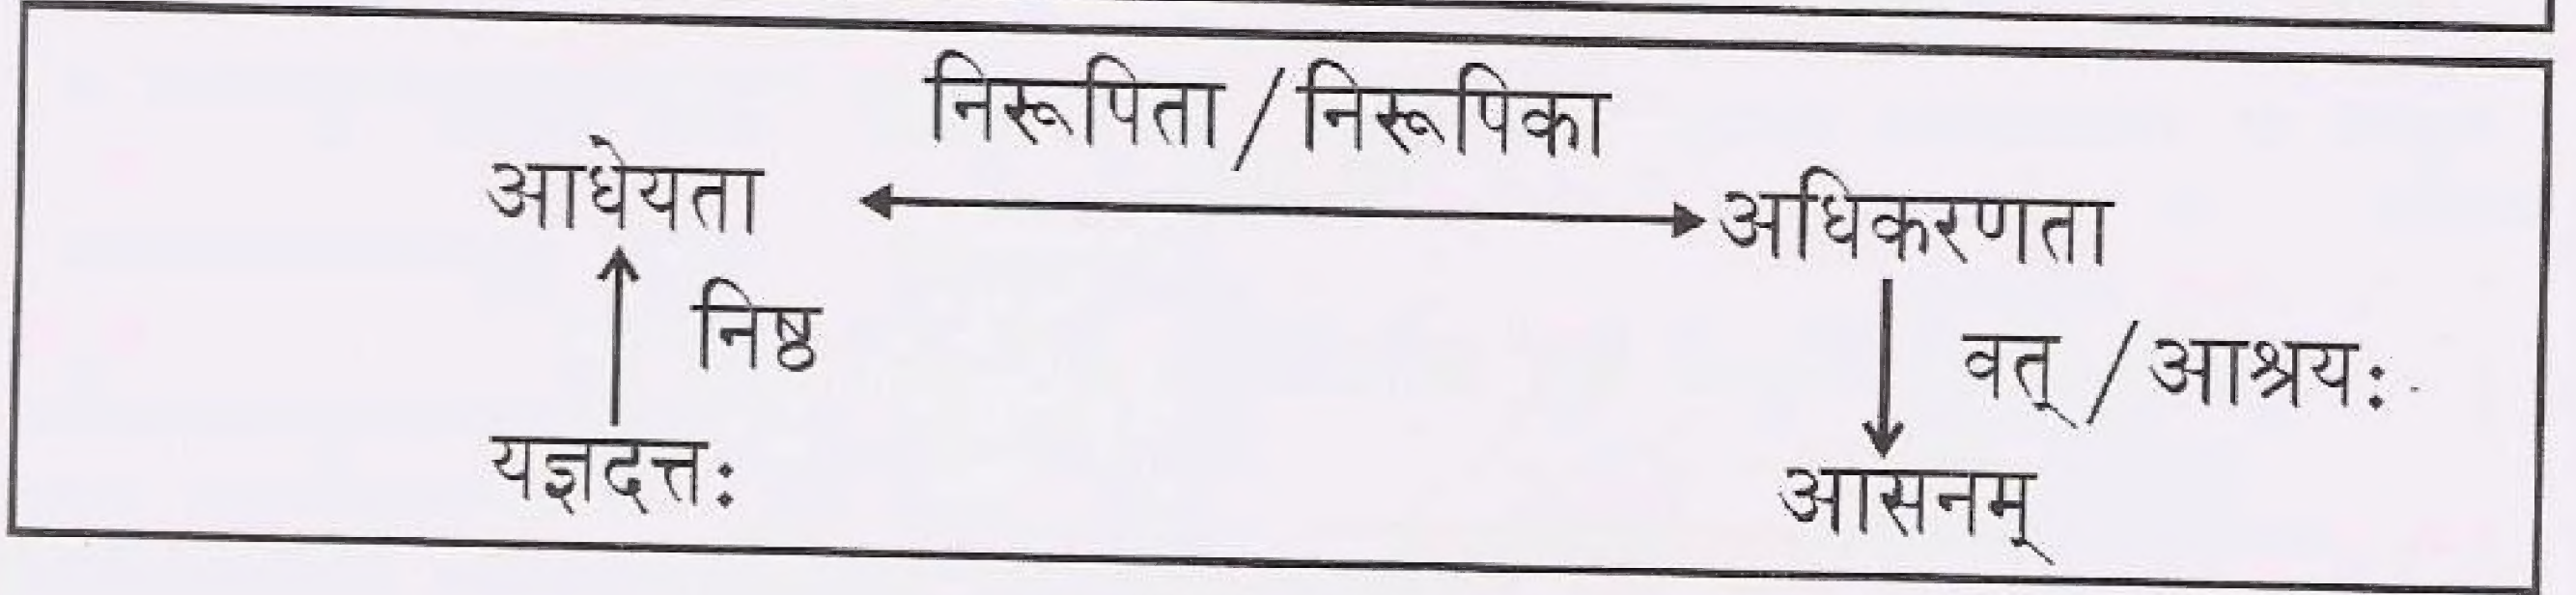 निरूपिता/निरूपिका
आधेयता अधिकरणता
निष्ठ वत्/आश्रयः
यज्ञदत्तः आसनम्